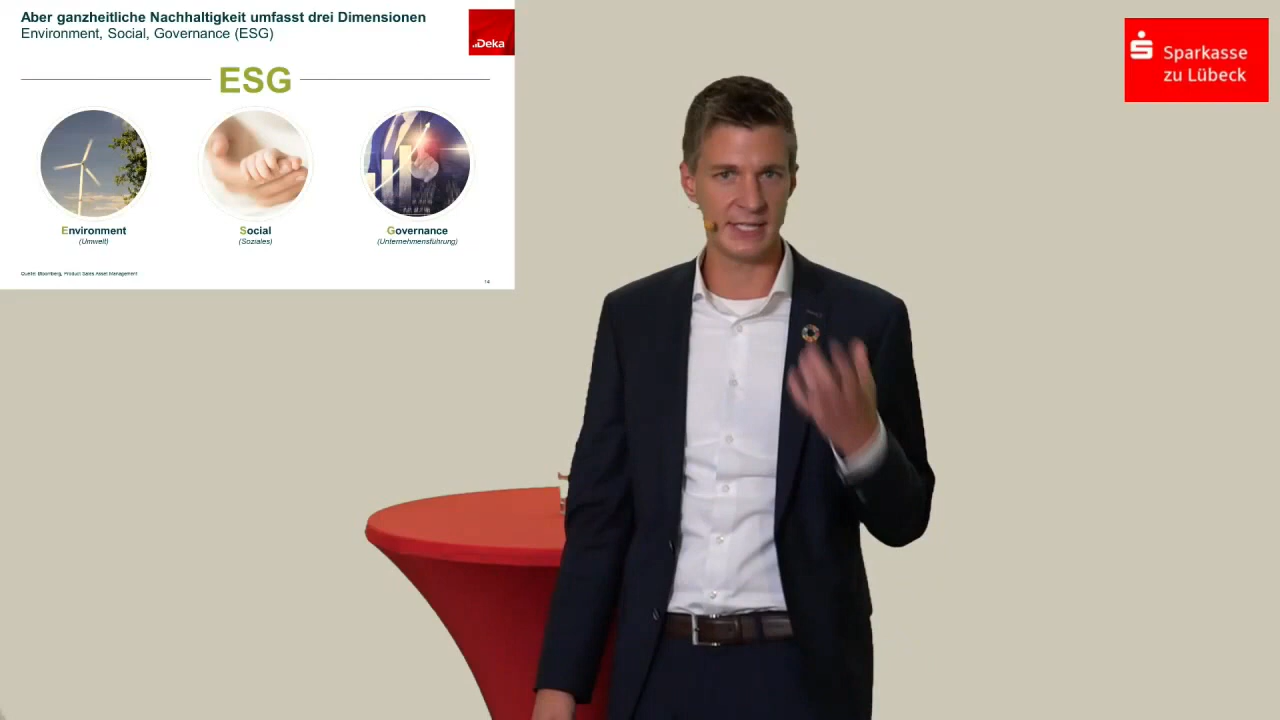 Aber ganzheitliche Nachhaltigkeit umfasst drei Dimensionen
Environment, Social, Governance (ESG)
Deka
ESG
Environment
(Umwelt)
Social
(Soziales)
Governance
(Unternehmensführung)
Quelle: Bloomberg, Product Sales Asset Management
14
Sparkasse
zu Lübeck